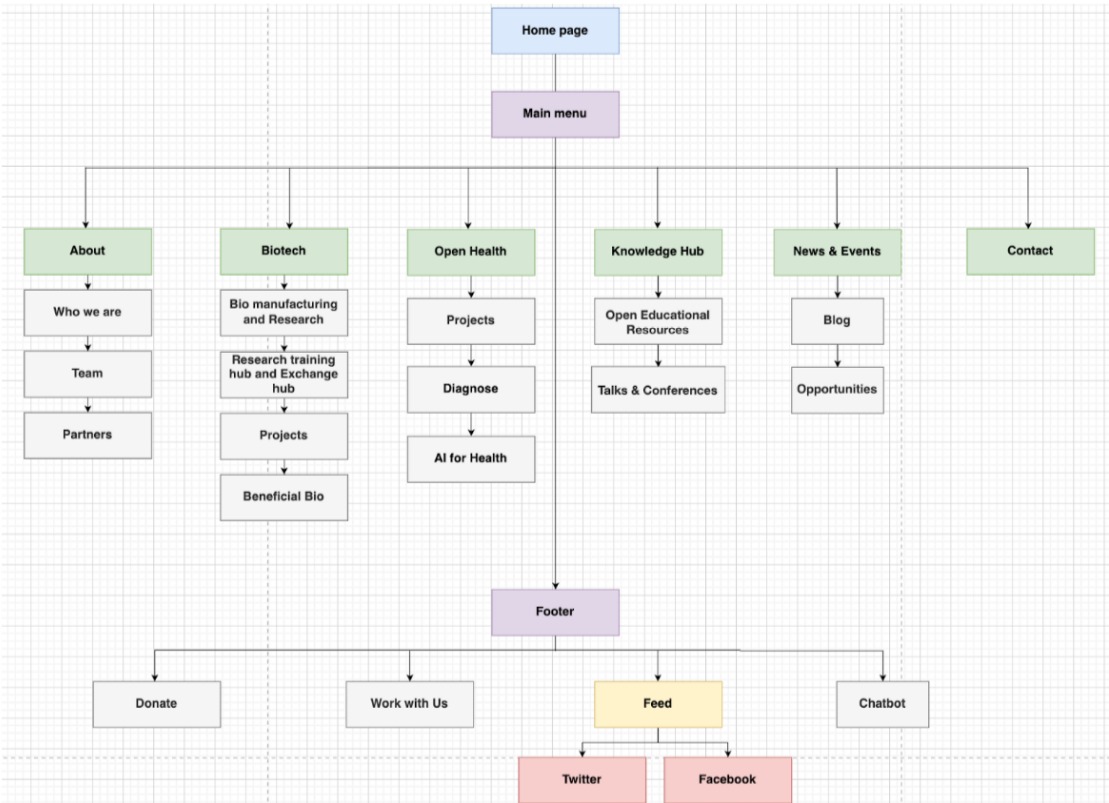 Home page
Main menu
About
Biotech
Open Health
Knowledge Hub
News & Events
Contact
Who we are
Team
Partners
Bio manufacturing
and Research
Research training
hub and Exchange
hub
Projects
Beneficial Bio
Projects
Diagnose
AI for Health
Open Educational
Resources
Talks & Conferences
Blog
Opportunities
Footer
Donate
Work with Us
Feed
Chatbot
Twitter
Facebook